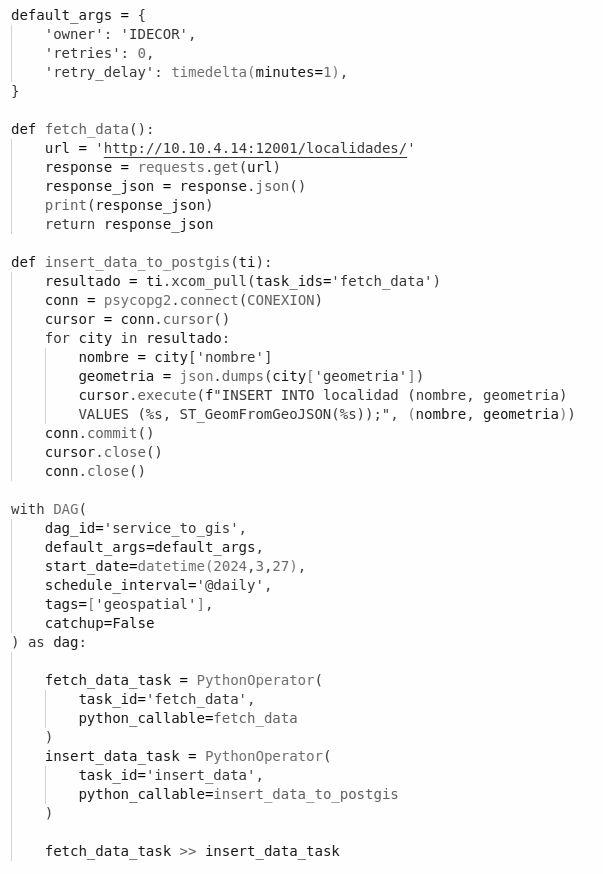 default_args = {
    'owner': 'IDECOR',
    'retries': 0,
    'retry_delay': timedelta(minutes=1),
}

def fetch_data():
    url = 'http://10.10.4.14:12001/localidades/'
    response = requests.get(url)
    response_json = response.json()
    print(response_json)
    return response_json

def insert_data_to_postgis(ti):
    resultado = ti.xcom_pull(task_ids='fetch_data')
    conn = psycopg2.connect(CONEXION)
    cursor = conn.cursor()
    for city in resultado:
        nombre = city['nombre']
        geometria = json.dumps(city['geometria'])
        cursor.execute(f"INSERT INTO localidad (nombre, geometria)
        VALUES (%s, ST_GeomFromGeoJSON(%s));", (nombre, geometria))
    conn.commit()
    cursor.close()
    conn.close()

with DAG(
    dag_id='service_to_gis',
    default_args=default_args,
    start_date=datetime(2024,3,27),
    schedule_interval='@daily',
    tags=['geospatial'],
    catchup=False
) as dag:

    fetch_data_task = PythonOperator(
        task_id='fetch_data',
        python_callable=fetch_data
    )
    insert_data_task = PythonOperator(
        task_id='insert_data',
        python_callable=insert_data_to_postgis
    )

    fetch_data_task >> insert_data_task